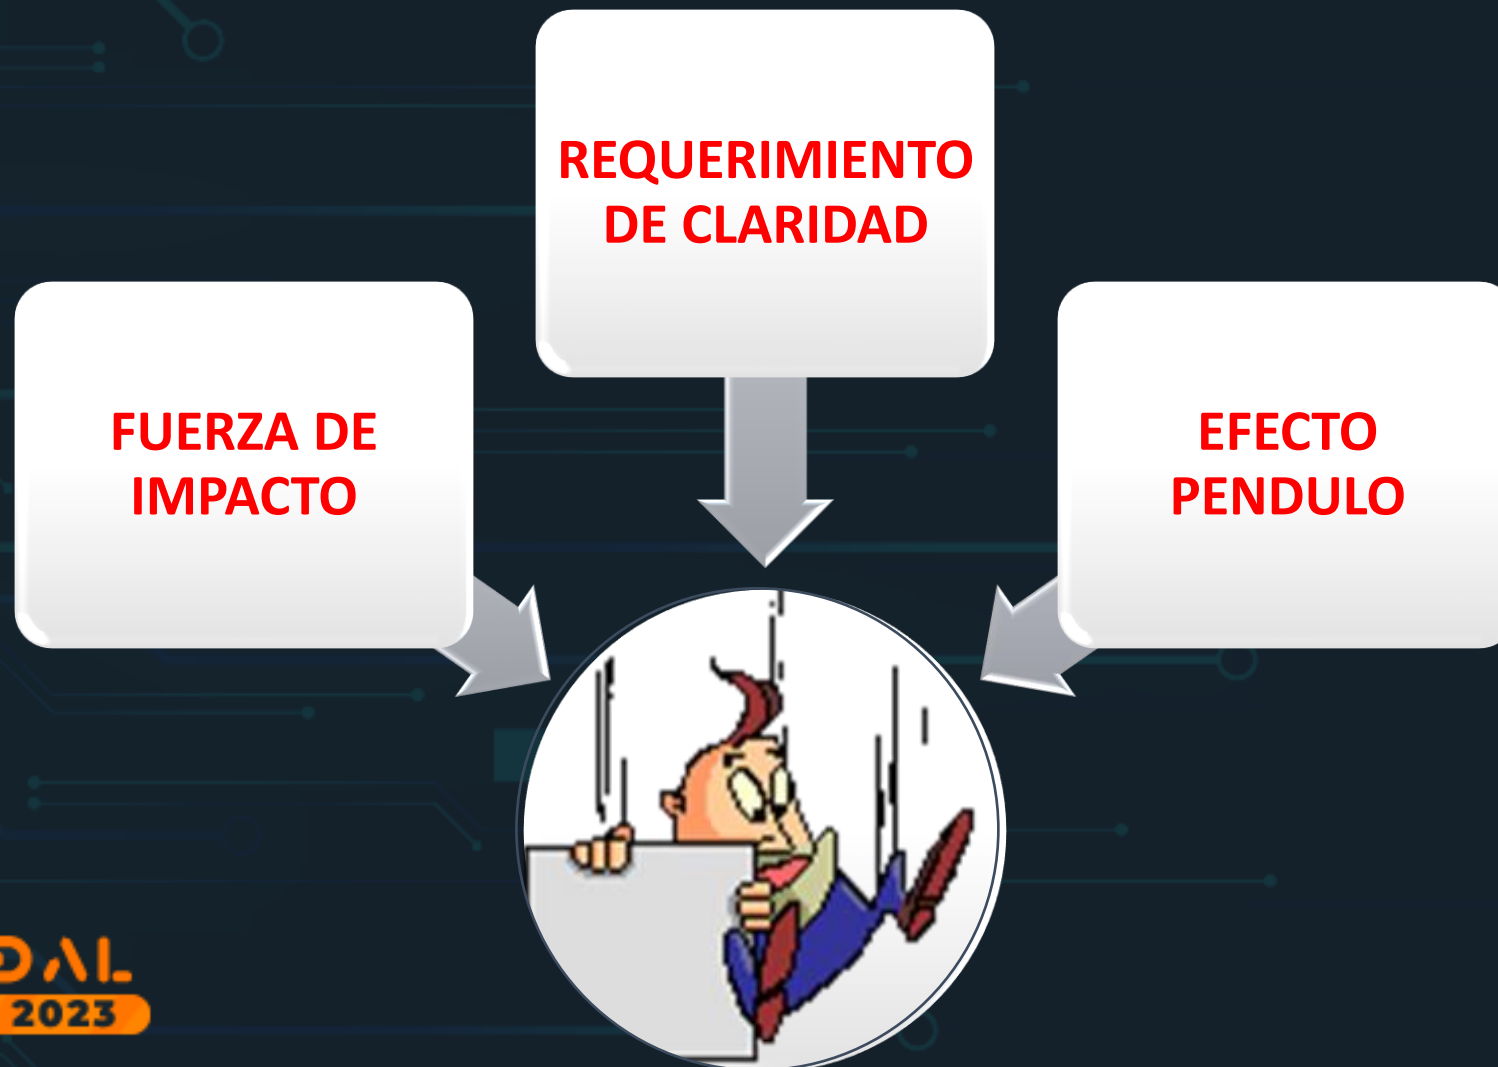 REQUERIMIENTO
DE CLARIDAD
FUERZA DE
IMPACTO
EFECTO
PENDULO
2023